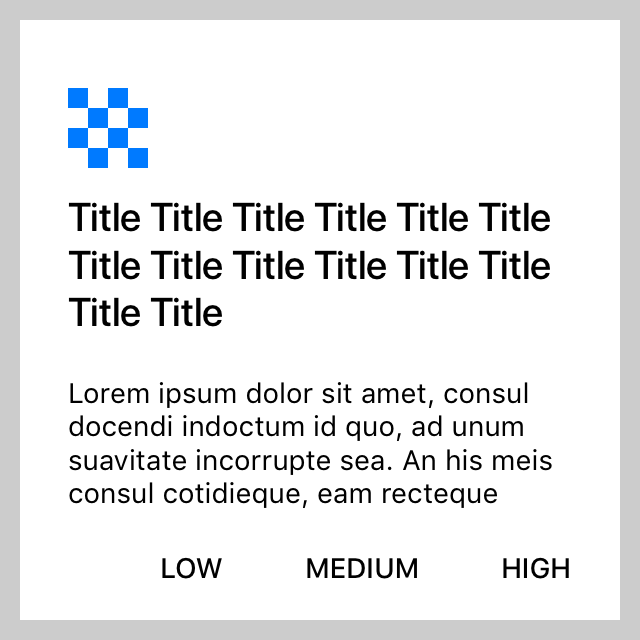 Title Title Title Title Title Title
Title Title Title Title Title Title
Title Title
Lorem ipsum dolor sit amet, consul
docendi indoctum id quo, ad unum
suavitate incorrupte sea. An his meis
consul cotidieque, eam recteque
LOW MEDIUM HIGH